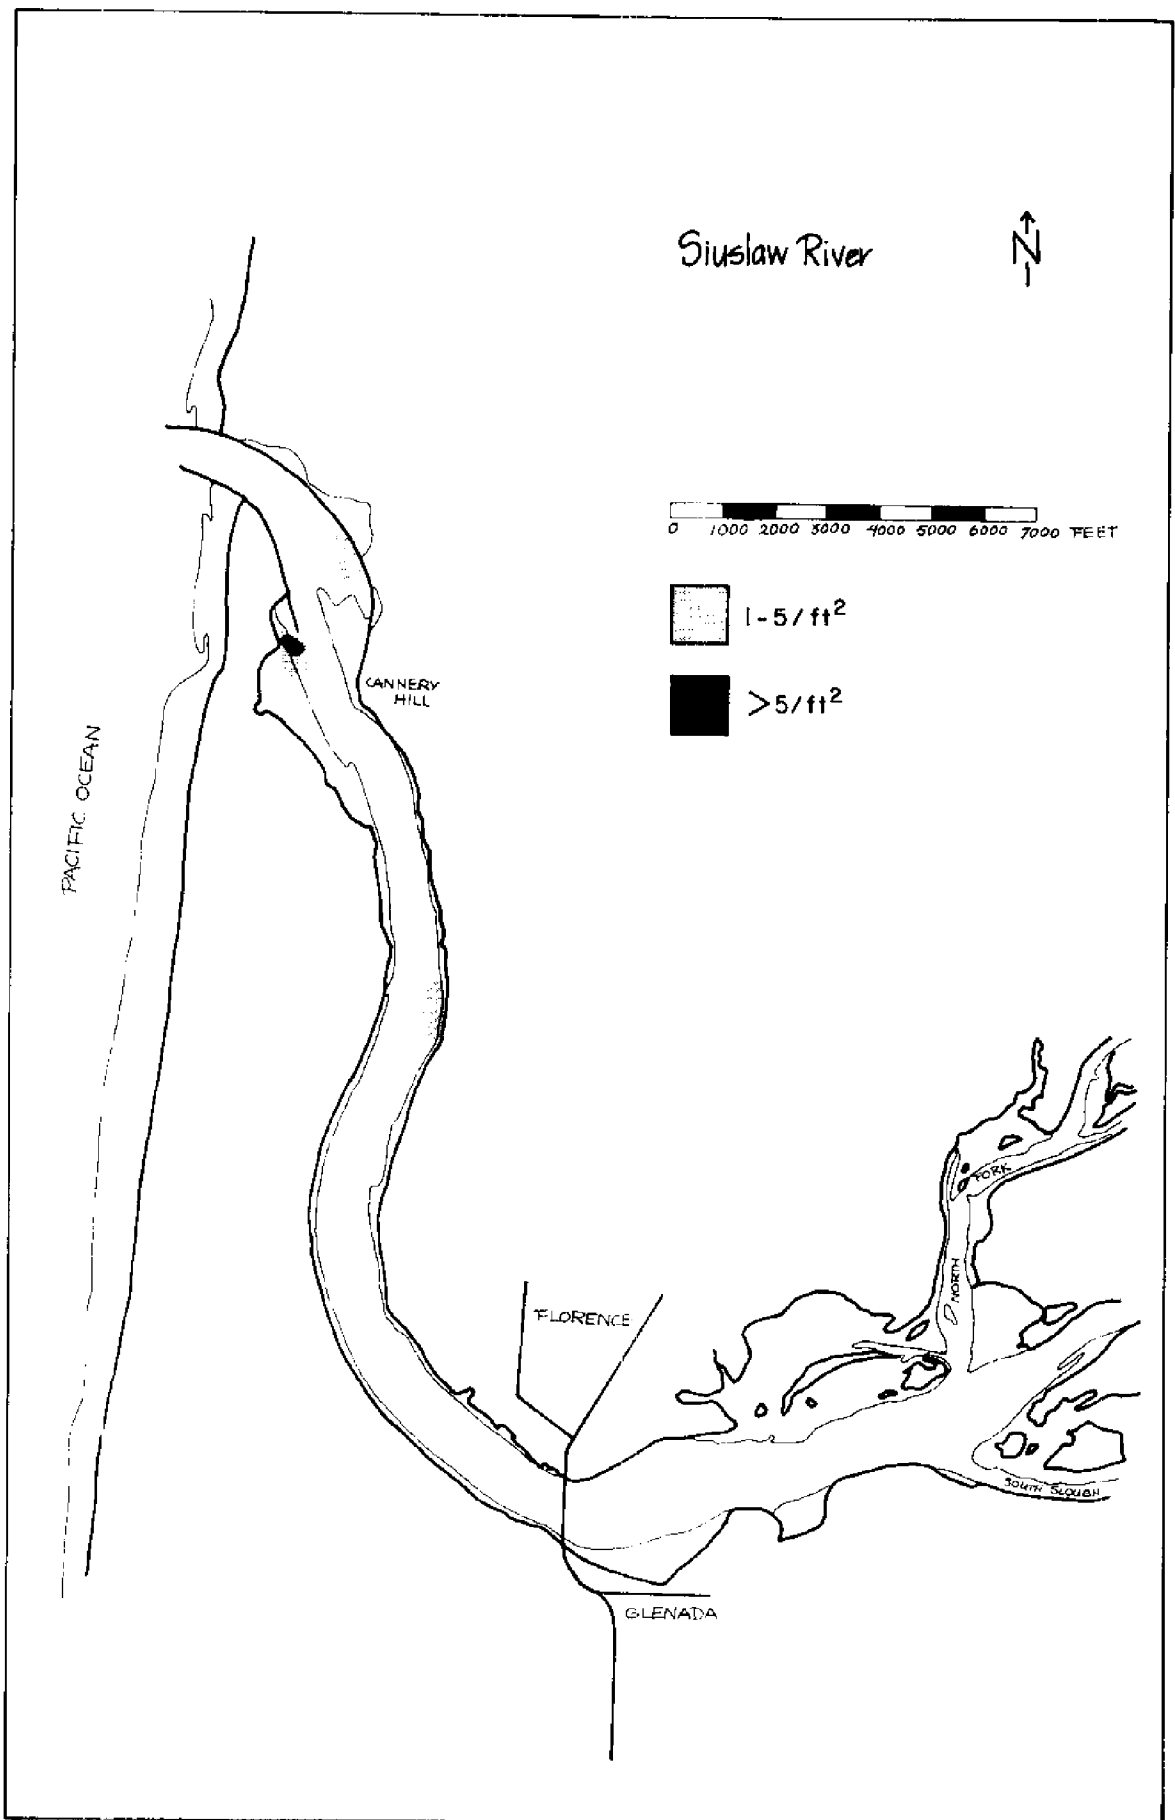 Siuslaw River
N
0 1000 2000 3000 4000 5000 6000 7000 FEET
1-5/ft²
>5/ft²
CANNERY
HILL
PACIFIC OCEAN
FORK
NORTH
FLORENCE
SOUTH SLOUGH
GLENADA